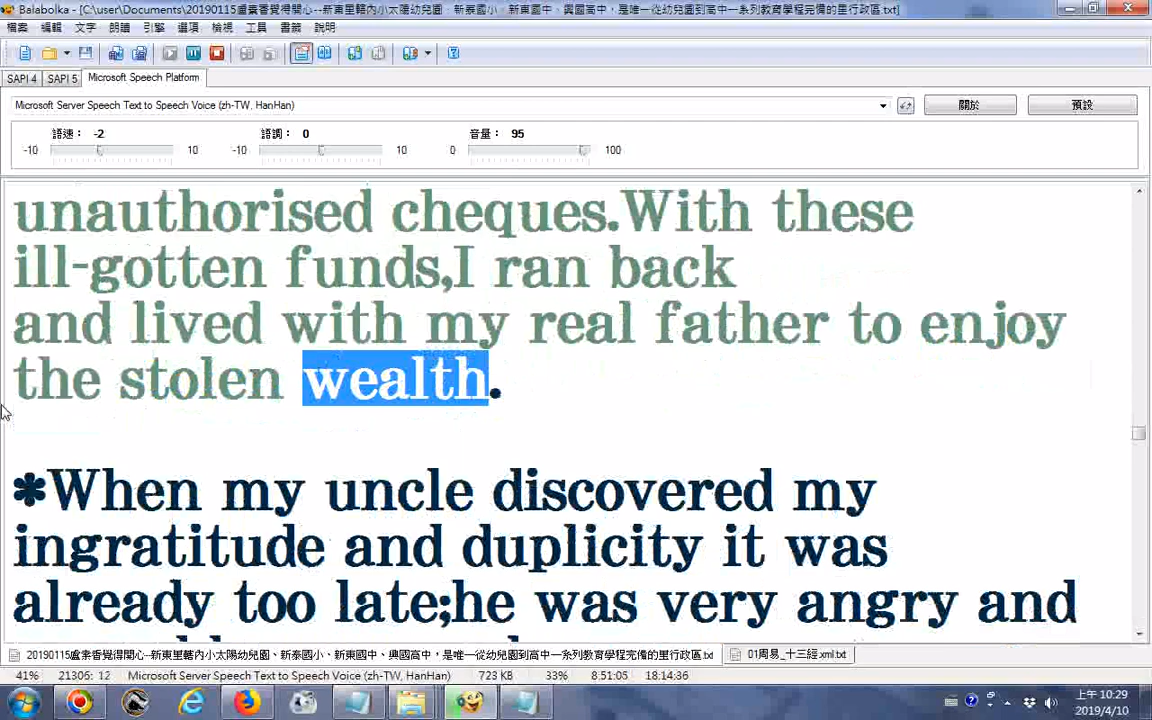 Balabolka - [C:\user\Documents\20190115盧素香覺得開心--新東里轄內小太陽幼兒園、新泰國小、新東國中、興國高中，是唯一從幼兒園到高中一系列教育學程完備的里行政區.txt]
檔案 編輯 文字 朗讀 引擎 選項 檢視 工具 書籤 說明
SAPI 4 SAPI 5 Microsoft Speech Platform
Microsoft Server Speech Text to Speech Voice (zh-TW, HanHan) 關於 預設
語速： -2 語調： 0 音量： 95
-10 10 -10 10 0 100
unauthorised cheques.With these
ill-gotten funds,I ran back
and lived with my real father to enjoy
the stolen wealth.
*When my uncle discovered my
ingratitude and duplicity it was
already too late;he was very angry and
20190115盧素香覺得開心--新東里轄內小太陽幼兒園、新泰國小、新東國中、興國高中，是唯一從幼兒園到高中一系列教育學程完備的里行政區.txt 01周易_十三經.xml.txt
41% 21305: 12 Microsoft Server Speech Text to Speech Voice (zh-TW, HanHan) 723 KB 33% 8:51:05 18:14:36
上午 10:29
2019/4/10